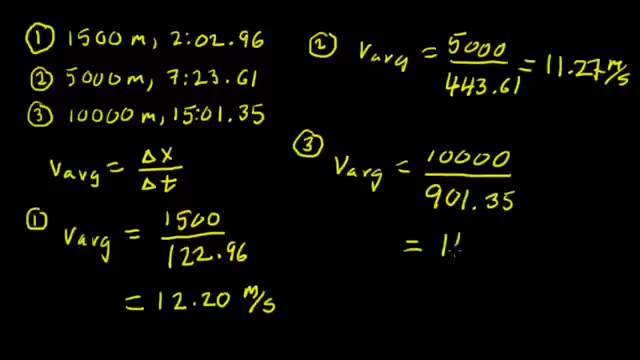 ① 1500 m, 2:02.96
② 5000 m, 7:23.61
③ 10000 m, 15:01.35
Vavg = Δx / Δt
① Vavg = 1500 / 122.96
= 12.20 m/s
② Vavg = 5000 / 443.61 = 11.27 m/s
③ Vavg = 10000 / 901.35
= 11